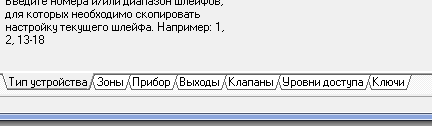 Введите номера и/или диапазон шлейфов,
для которых необходимо скопировать
настройку текущего шлейфа. Например: 1,
2, 13-18
Тип устройства Зоны Прибор Выходы Клапаны Уровни доступа Ключи